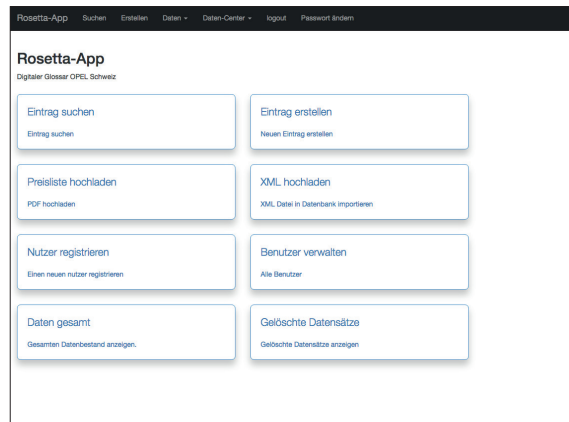 Rosetta-App Suchen Erstellen Daten Daten-Center logout Passwort ändern
Rosetta-App
Digitaler Glossar OPEL Schweiz
Eintrag suchen
Eintrag suchen
Eintrag erstellen
Neuen Eintrag erstellen
Preisliste hochladen
PDF hochladen
XML hochladen
XML Datei in Datenbank importieren
Nutzer registrieren
Einen neuen nutzer registrieren
Benutzer verwalten
Alle Benutzer
Daten gesamt
Gesamten Datenbestand anzeigen.
Gelöschte Datensätze
Gelöschte Datensätze anzeigen